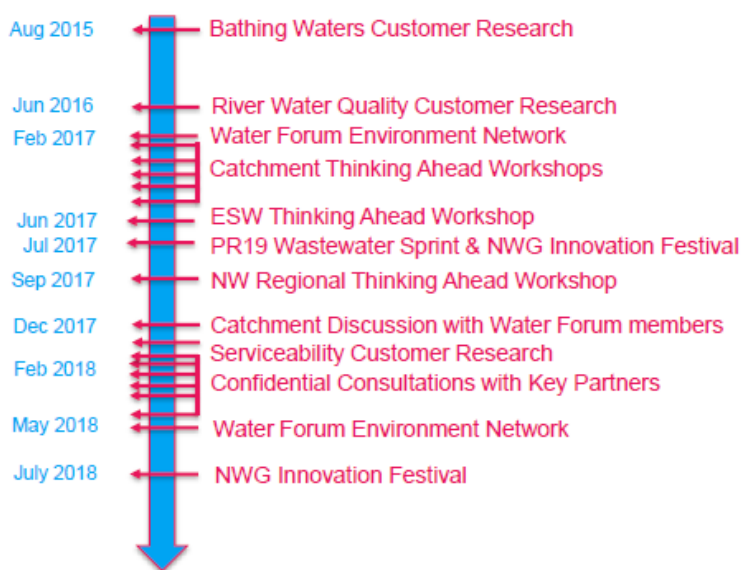 Aug 2015 Bathing Waters Customer Research
Jun 2016 River Water Quality Customer Research
Feb 2017 Water Forum Environment Network
Catchment Thinking Ahead Workshops
Jun 2017 ESW Thinking Ahead Workshop
Jul 2017 PR19 Wastewater Sprint & NWG Innovation Festival
Sep 2017 NW Regional Thinking Ahead Workshop
Dec 2017 Catchment Discussion with Water Forum members
Serviceability Customer Research
Feb 2018 Confidential Consultations with Key Partners
May 2018 Water Forum Environment Network
July 2018 NWG Innovation Festival